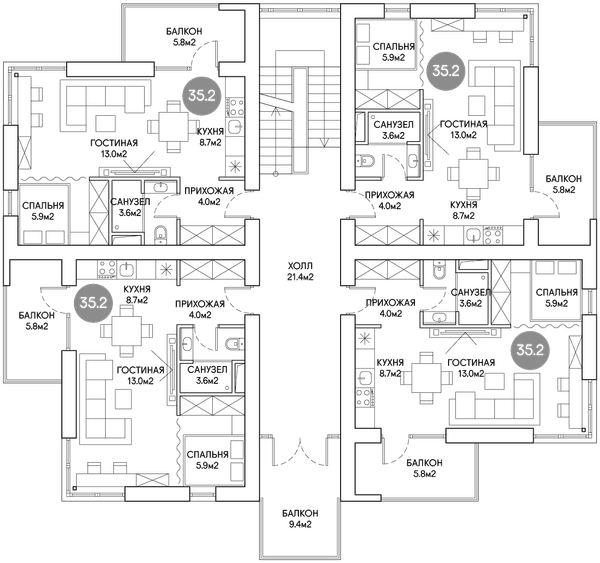 БАЛКОН
5.8м2
35.2
КУХНЯ
8.7м2
ГОСТИНАЯ
13.0м2
СПАЛЬНЯ
5.9м2
САНУЗЕЛ
3.6м2
ПРИХОЖАЯ
4.0м2
СПАЛЬНЯ
5.9м2
35.2
САНУЗЕЛ
3.6м2
ГОСТИНАЯ
13.0м2
БАЛКОН
5.8м2
ПРИХОЖАЯ
4.0м2
КУХНЯ
8.7м2
ХОЛЛ
21.4м2
БАЛКОН
5.8м2
35.2
КУХНЯ
8.7м2
ПРИХОЖАЯ
4.0м2
ГОСТИНАЯ
13.0м2
САНУЗЕЛ
3.6м2
СПАЛЬНЯ
5.9м2
ПРИХОЖАЯ
4.0м2
САНУЗЕЛ
3.6м2
СПАЛЬНЯ
5.9м2
КУХНЯ
8.7м2
ГОСТИНАЯ
13.0м2
35.2
БАЛКОН
5.8м2
БАЛКОН
9.4м2